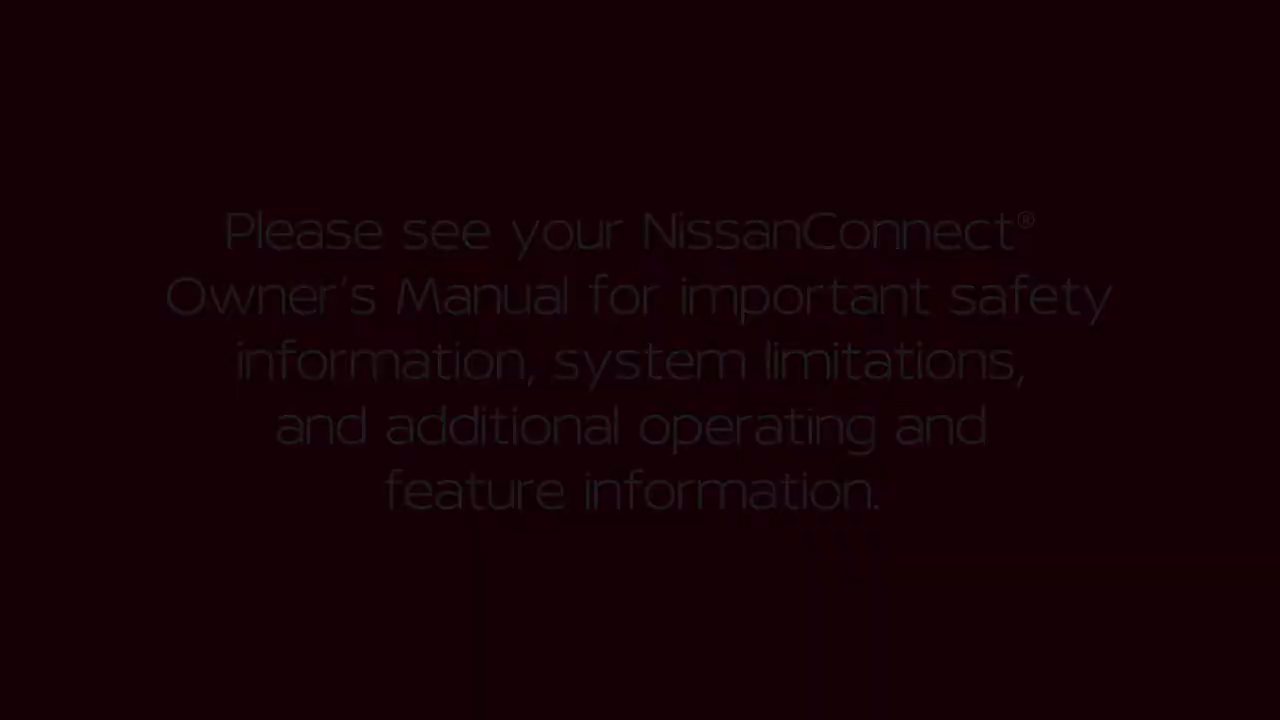 Please see your NissanConnect®
Owner's Manual for important safety
information, system limitations,
and additional operating and
feature information.